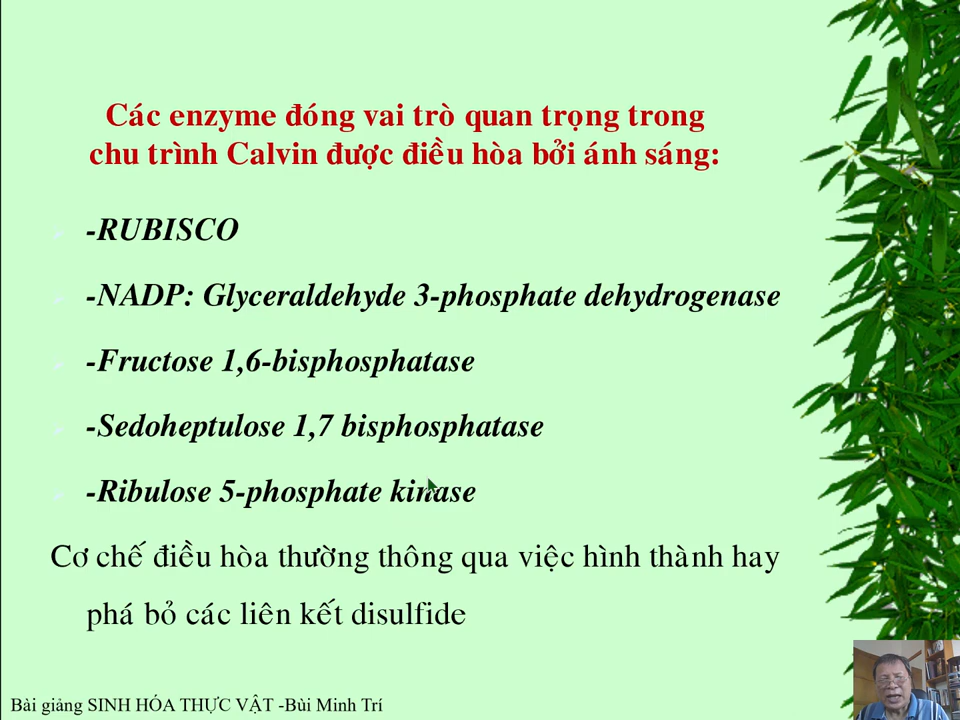 Các enzyme đóng vai trò quan trọng trong
chu trình Calvin được điều hòa bởi ánh sáng:
-RUBISCO
-NADP: Glyceraldehyde 3-phosphate dehydrogenase
-Fructose 1,6-bisphosphatase
-Sedoheptulose 1,7 bisphosphatase
-Ribulose 5-phosphate kinase
Cơ chế điều hòa thường thông qua việc hình thành hay
phá bỏ các liên kết disulfide
Bài giảng SINH HÓA THỰC VẬT -Bùi Minh Trí